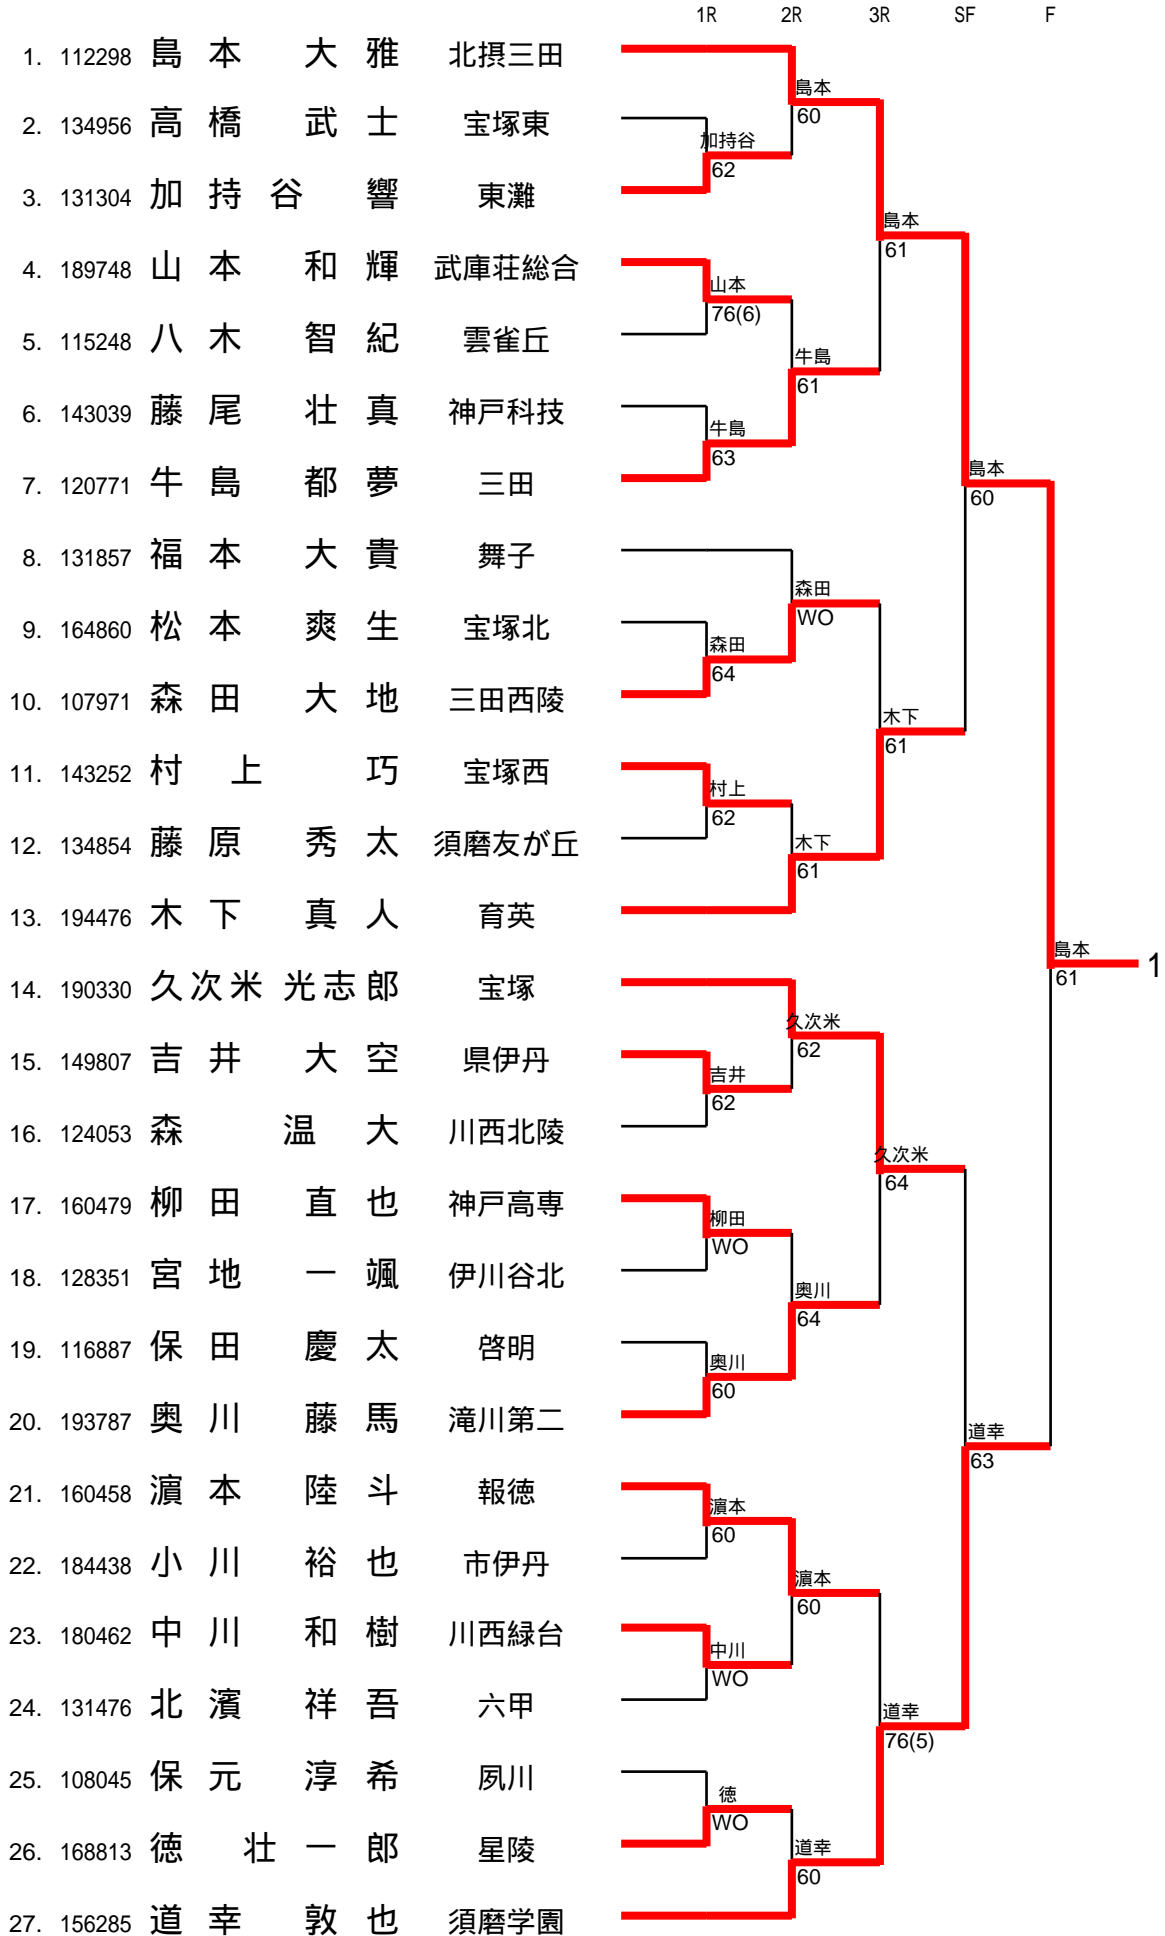 1R 2R 3R SF F
1. 112298 島本 大雅 北摂三田
島本
60
2. 134956 高橋 武士 宝塚東
加持谷
62
3. 131304 加持谷 響 東灘
島本
61
4. 189748 山本 和輝 武庫荘総合
山本
76(6)
5. 115248 八木 智紀 雲雀丘
牛島
61
6. 143039 藤尾 壮真 神戸科技
牛島
63
7. 120771 牛島 都夢 三田
島本
60
8. 131857 福本 大貴 舞子
森田
WO
9. 164860 松本 爽生 宝塚北
森田
64
10. 107971 森田 大地 三田西陵
木下
61
11. 143252 村上 巧 宝塚西
村上
62
12. 134854 藤原 秀太 須磨友が丘
木下
61
13. 194476 木下 真人 育英
島本
61
1
14. 190330 久次米 光志郎 宝塚
久次米
62
15. 149807 吉井 大空 県伊丹
吉井
62
16. 124053 森 温大 川西北陵
久次米
64
17. 160479 柳田 直也 神戸高専
柳田
WO
18. 128351 宮地 一颯 伊川谷北
奥川
64
19. 116887 保田 慶太 啓明
奥川
60
20. 193787 奥川 藤馬 滝川第二
道幸
63
21. 160458 濵本 陸斗 報徳
濵本
60
22. 184438 小川 裕也 市伊丹
濵本
60
23. 180462 中川 和樹 川西緑台
中川
WO
24. 131476 北濱 祥吾 六甲
道幸
76(5)
25. 108045 保元 淳希 夙川
徳
WO
26. 168813 徳 壮一郎 星陵
道幸
60
27. 156285 道幸 敦也 須磨学園